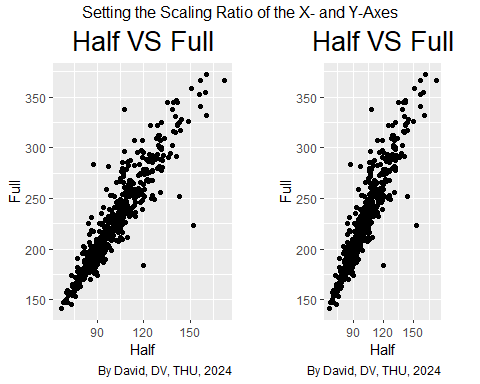 Setting the Scaling Ratio of the X- and Y-Axes
Half VS Full
Full
350
300
250
200
150
90 120 150
Half
By David, DV, THU, 2024
Half VS Full
Full
350
300
250
200
150
90 120 150
Half
By David, DV, THU, 2024